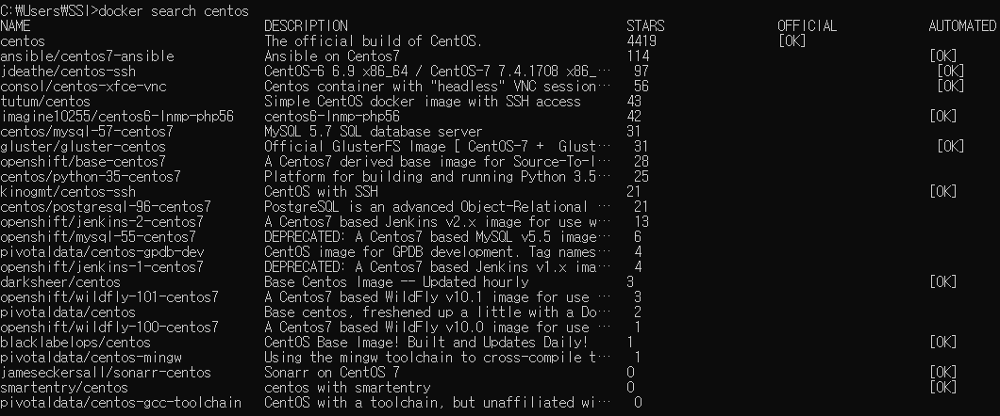 C:₩Users₩SSI>docker search centos
NAME DESCRIPTION STARS OFFICIAL AUTOMATED
centos The official build of CentOS. 4419 [OK]
ansible/centos7-ansible Ansible on Centos7 114 [OK]
jdeathe/centos-ssh CentOS-6 6.9 x86_64 / CentOS-7 7.4.1708 x86_… 97 [OK]
consol/centos-xfce-vnc Centos container with "headless" VNC session… 56 [OK]
tutum/centos Simple CentOS docker image with SSH access 43
imagine10255/centos6-lnmp-php56 centos6-lnmp-php56 42 [OK]
centos/mysql-57-centos7 MySQL 5.7 SQL database server 31
gluster/gluster-centos Official GlusterFS Image [ CentOS-7 + Glust… 31 [OK]
openshift/base-centos7 A Centos7 derived base image for Source-To-I… 28
centos/python-35-centos7 Platform for building and running Python 3.5… 25
kinogmt/centos-ssh CentOS with SSH 21 [OK]
centos/postgresql-96-centos7 PostgreSQL is an advanced Object-Relational … 21
openshift/jenkins-2-centos7 A Centos7 based Jenkins v2.x image for use w… 13
openshift/mysql-55-centos7 DEPRECATED: A Centos7 based MySQL v5.5 image… 6
pivotaldata/centos-gpdb-dev CentOS image for GPDB development. Tag names… 4
openshift/jenkins-1-centos7 DEPRECATED: A Centos7 based Jenkins v1.x ima… 4
darksheer/centos Base Centos Image -- Updated hourly 3 [OK]
openshift/wildfly-101-centos7 A Centos7 based WildFly v10.1 image for use … 3
pivotaldata/centos Base centos, freshened up a little with a Do… 2
openshift/wildfly-100-centos7 A Centos7 based WildFly v10.0 image for use … 1
blacklabelops/centos CentOS Base Image! Built and Updates Daily! 1 [OK]
pivotaldata/centos-mingw Using the mingw toolchain to cross-compile t… 1
jameseckersall/sonarr-centos Sonarr on CentOS 7 0 [OK]
smartentry/centos centos with smartentry 0 [OK]
pivotaldata/centos-gcc-toolchain CentOS with a toolchain, but unaffiliated wi… 0